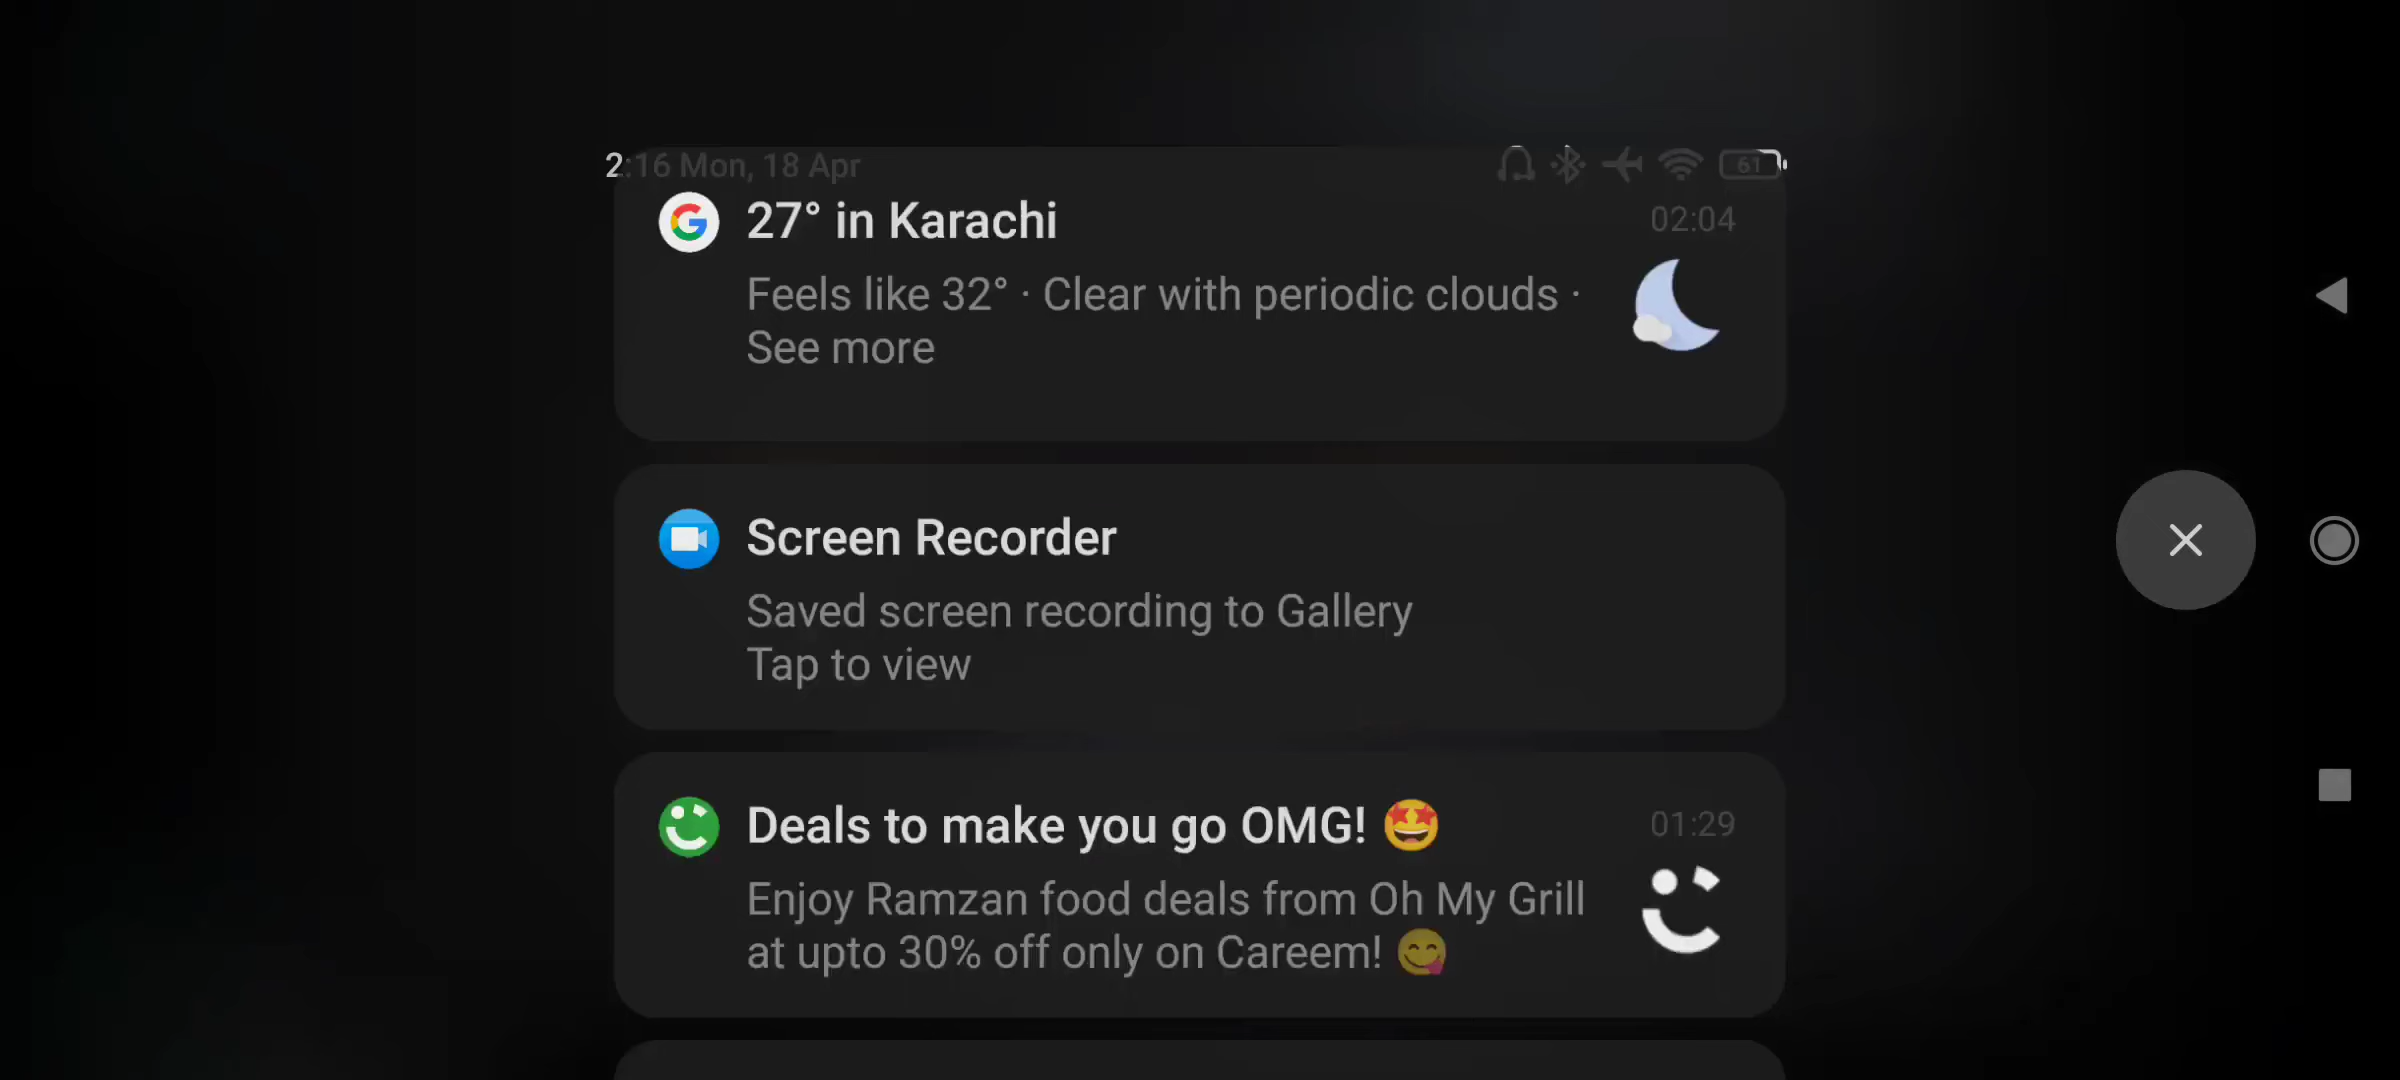 2:16 Mon, 18 Apr
61
27° in Karachi
02:04
Feels like 32° · Clear with periodic clouds ·
See more
Screen Recorder
Saved screen recording to Gallery
Tap to view
Deals to make you go OMG! 🤩
01:29
Enjoy Ramzan food deals from Oh My Grill
at upto 30% off only on Careem! 😋